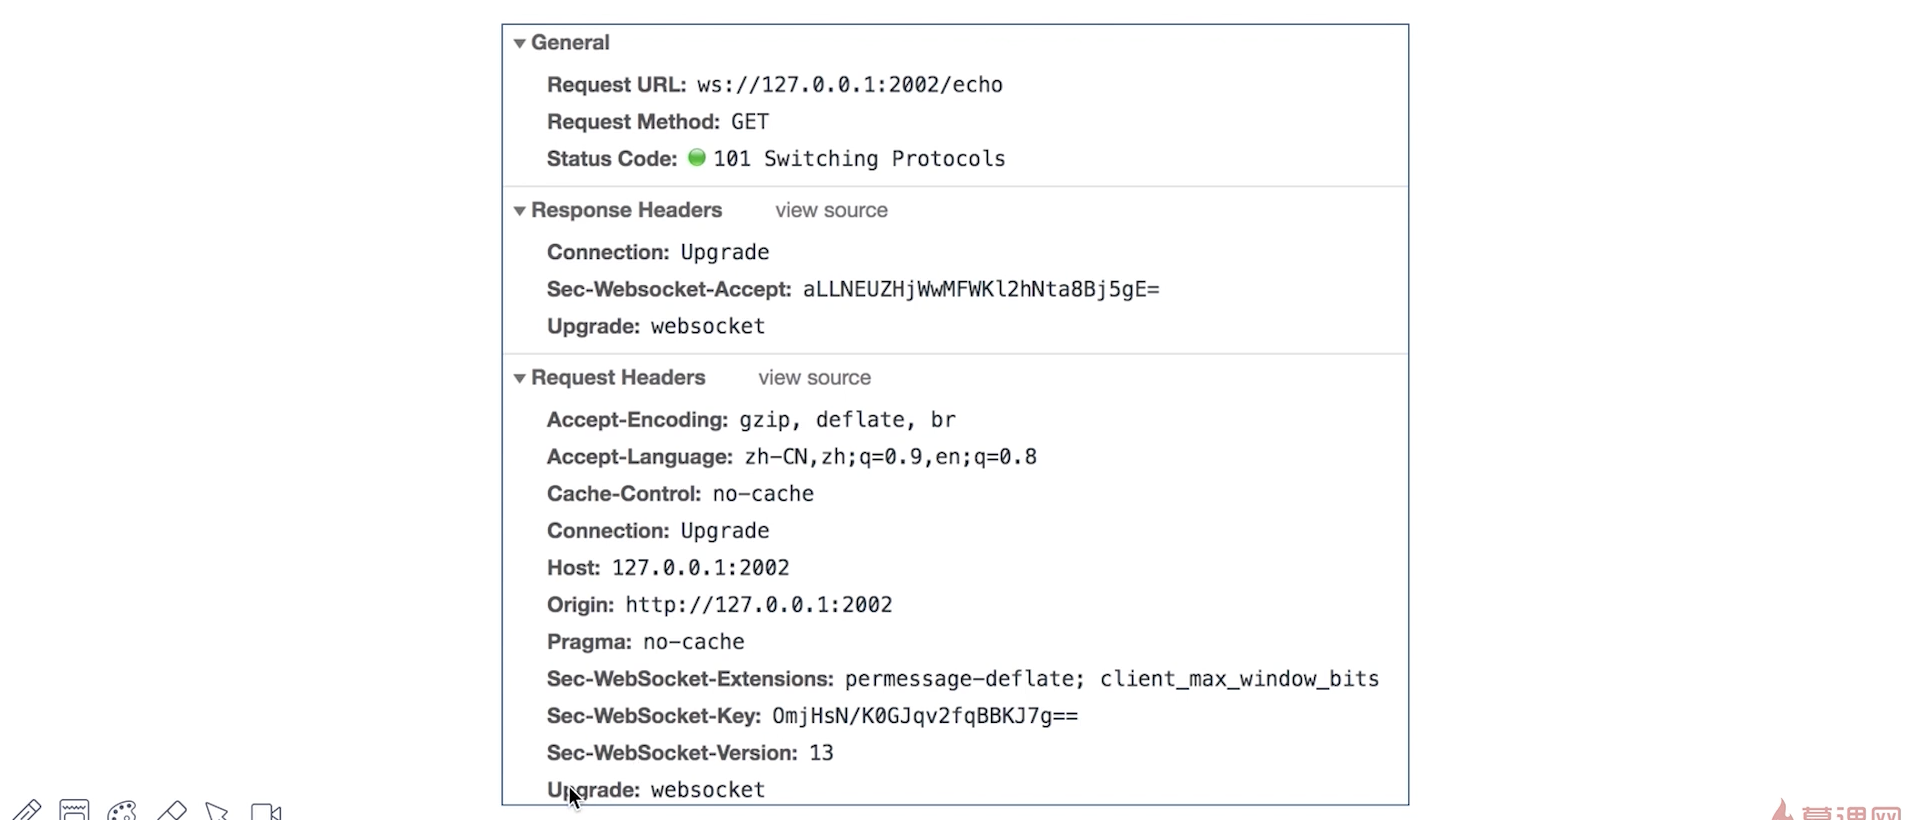 General
Request URL: ws://127.0.0.1:2002/echo
Request Method: GET
Status Code: 101 Switching Protocols
Response Headers view source
Connection: Upgrade
Sec-Websocket-Accept: aLLNEUZHjWwMFWKl2hNta8Bj5gE=
Upgrade: websocket
Request Headers view source
Accept-Encoding: gzip, deflate, br
Accept-Language: zh-CN,zh;q=0.9,en;q=0.8
Cache-Control: no-cache
Connection: Upgrade
Host: 127.0.0.1:2002
Origin: http://127.0.0.1:2002
Pragma: no-cache
Sec-WebSocket-Extensions: permessage-deflate; client_max_window_bits
Sec-WebSocket-Key: OmjHsN/K0GJqv2fqBBKJ7g==
Sec-WebSocket-Version: 13
Upgrade: websocket
慕课网